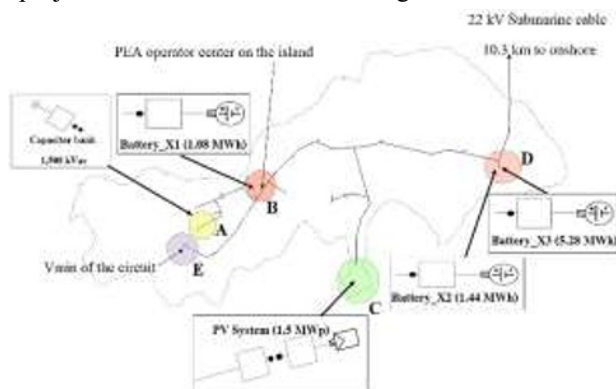 22 kV Submarine cable
10.3 km to onshore
PEA operator center on the island
Capacitor bank
1,500 kVar
Battery_X1 (1.08 MWh)
D
B
A
Battery_X3 (5.28 MWh)
E
Vmin of the circuit
Battery_X2 (1.44 MWh)
C
PV System (1.5 MWp)